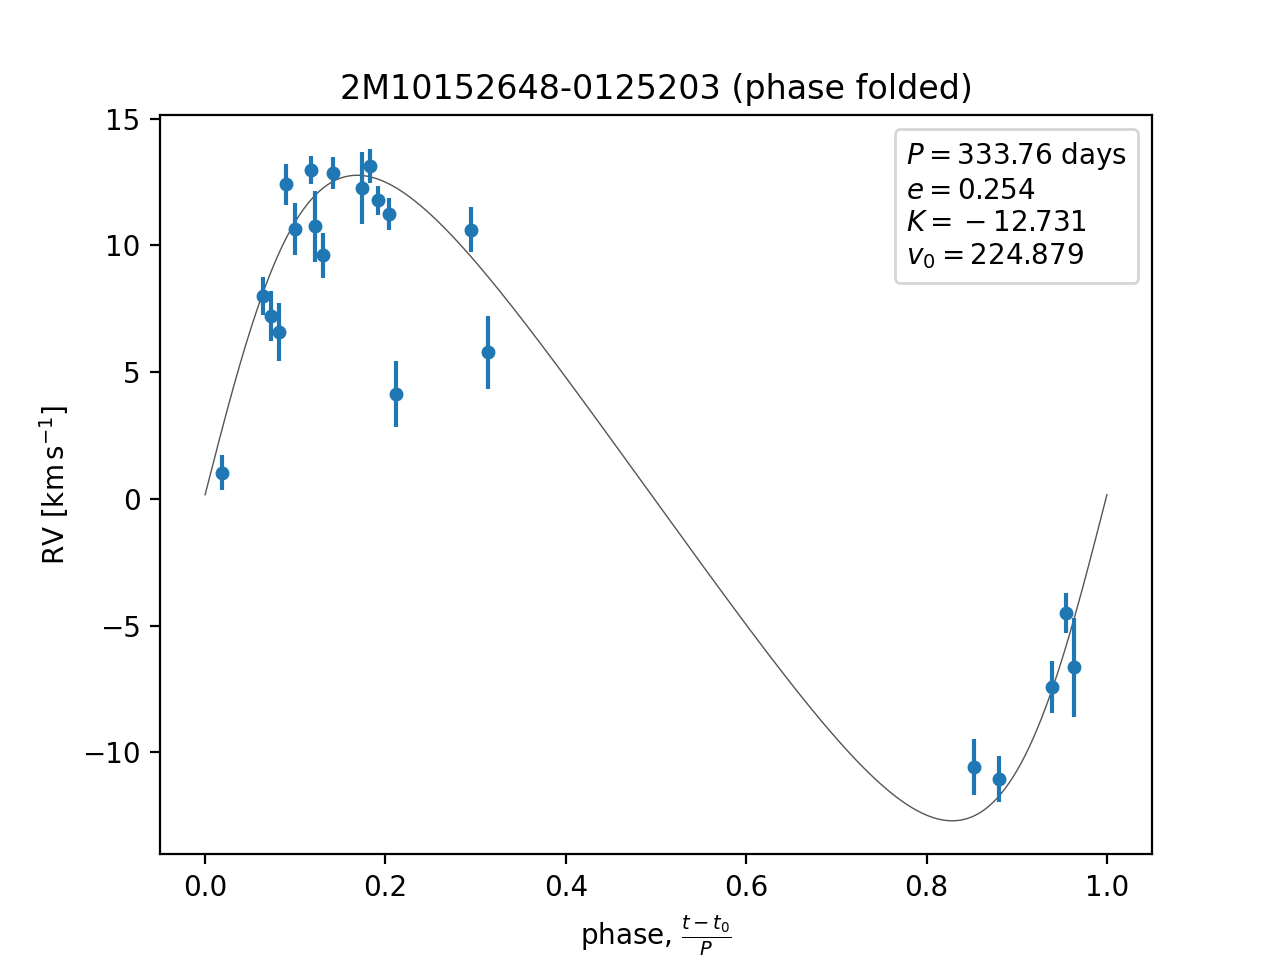 2M10152648-0125203 (phase folded)
P = 333.76 days
e = 0.254
K = −12.731
v₀ = 224.879
15
10
5
0
−5
−10
RV [km s⁻¹]
0.0 0.2 0.4 0.6 0.8 1.0
phase, (t − t₀)/P